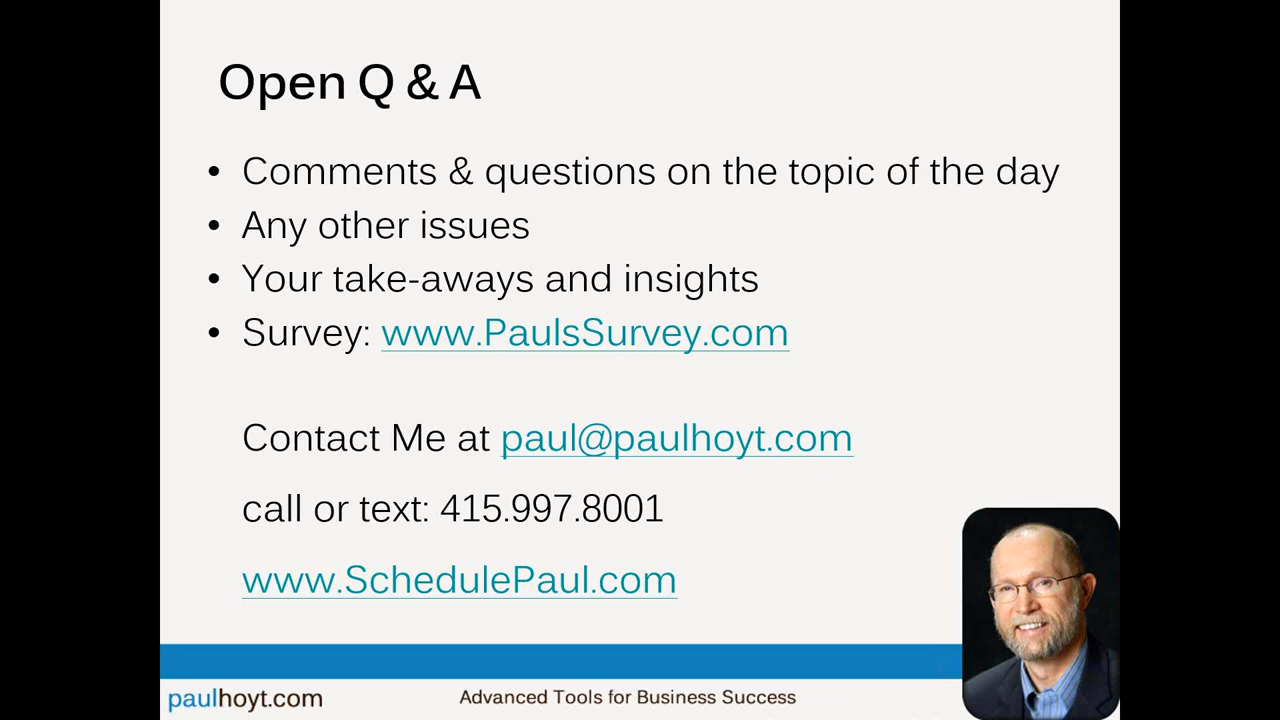 Open Q & A
• Comments & questions on the topic of the day
• Any other issues
• Your take-aways and insights
• Survey: www.PaulsSurvey.com
Contact Me at paul@paulhoyt.com
call or text: 415.997.8001
www.SchedulePaul.com
paulhoyt.com
Advanced Tools for Business Success